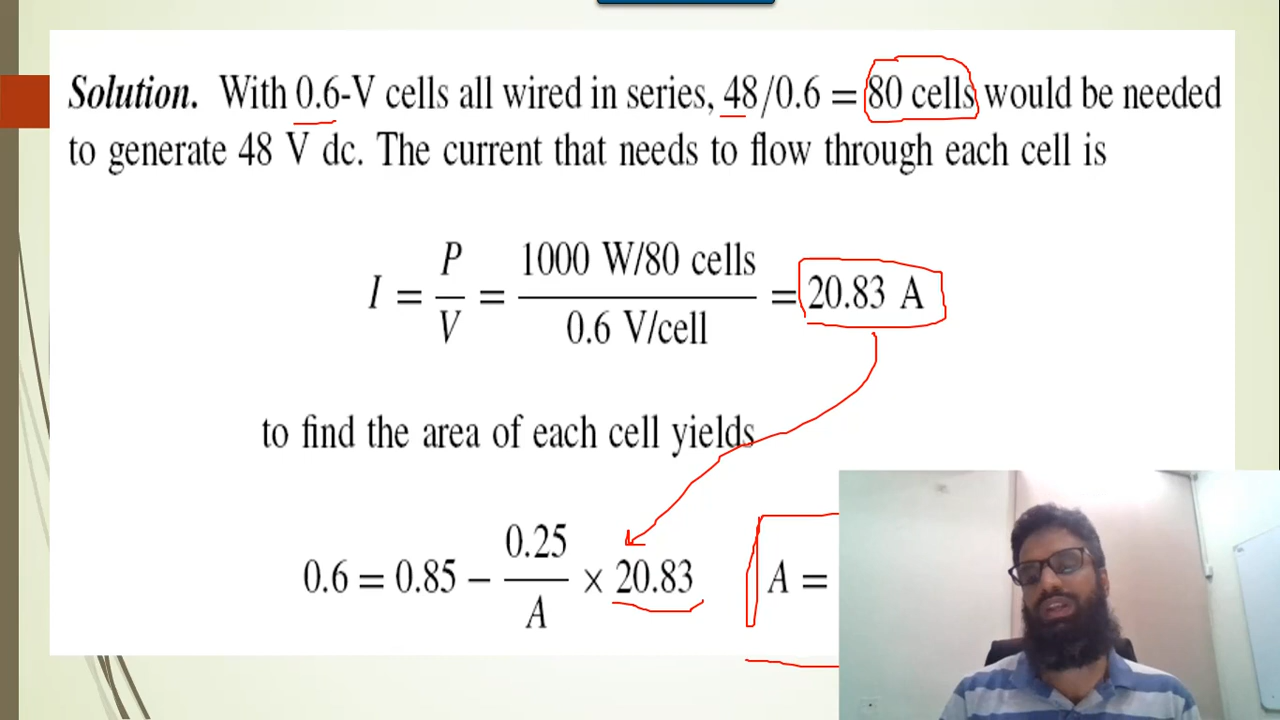 Solution. With 0.6-V cells all wired in series, 48/0.6 = 80 cells would be needed
to generate 48 V dc. The current that needs to flow through each cell is
I = P/V = (1000 W/80 cells)/(0.6 V/cell) = 20.83 A
to find the area of each cell yields
0.6 = 0.85 − 0.25/A × 20.83 A =